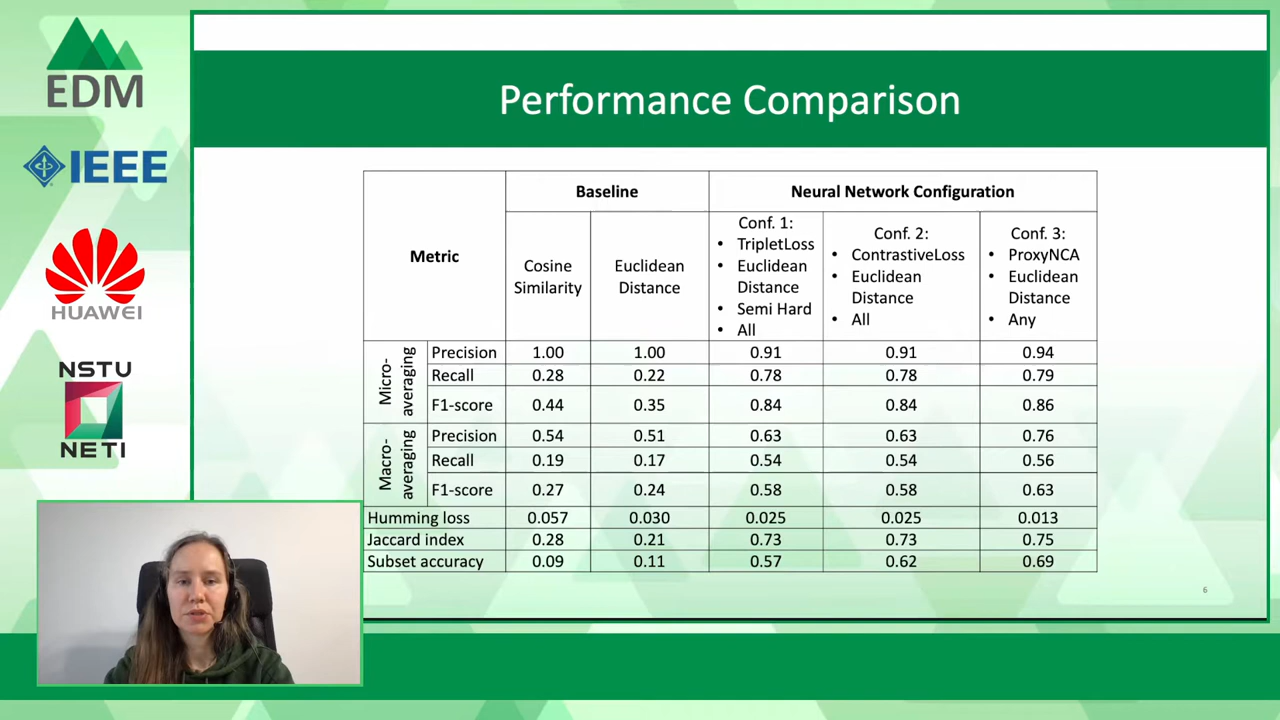 EDM
IEEE
HUAWEI
NSTU
NETI
Performance Comparison
Metric
Baseline
Neural Network Configuration
Cosine
Similarity
Euclidean
Distance
Conf. 1:
• TripletLoss
• Euclidean
Distance
• Semi Hard
• All
Conf. 2:
• ContrastiveLoss
• Euclidean
Distance
• All
Conf. 3:
• ProxyNCA
• Euclidean
Distance
• Any
Micro-
averaging
Precision 1.00 1.00 0.91 0.91 0.94
Recall 0.28 0.22 0.78 0.78 0.79
F1-score 0.44 0.35 0.84 0.84 0.86
Macro-
averaging
Precision 0.54 0.51 0.63 0.63 0.76
Recall 0.19 0.17 0.54 0.54 0.56
F1-score 0.27 0.24 0.58 0.58 0.63
Humming loss 0.057 0.030 0.025 0.025 0.013
Jaccard index 0.28 0.21 0.73 0.73 0.75
Subset accuracy 0.09 0.11 0.57 0.62 0.69
6